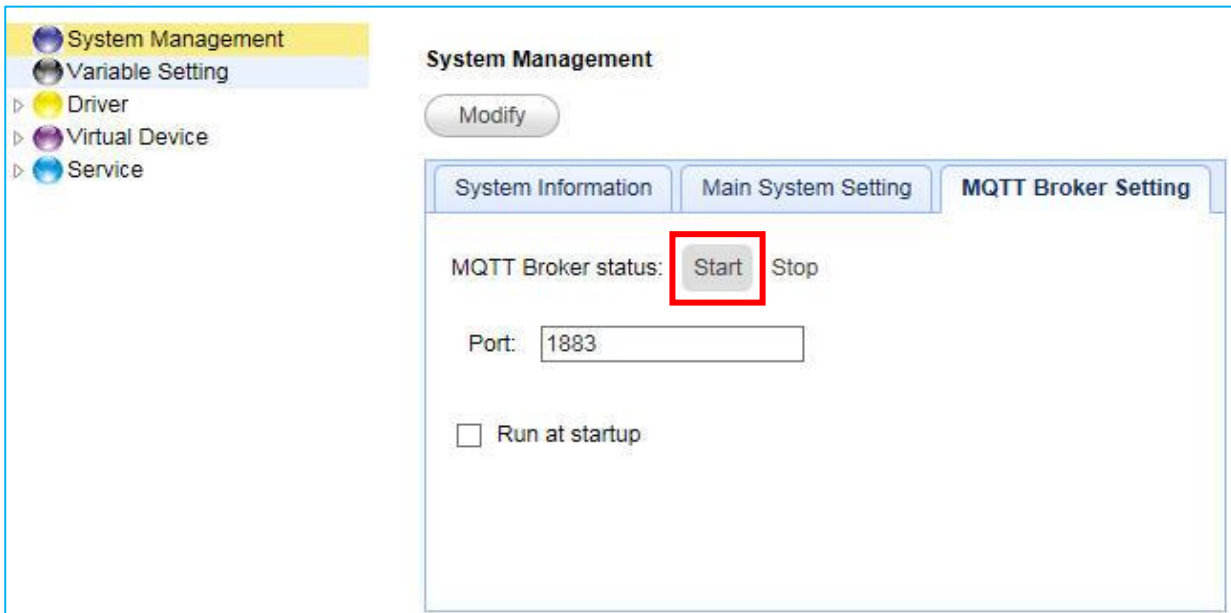 System Management
Variable Setting
Driver
Virtual Device
Service
System Management
Modify
System Information Main System Setting MQTT Broker Setting
MQTT Broker status: Start Stop
Port: 1883
Run at startup